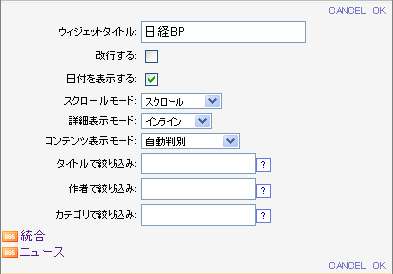 CANCEL OK
ウィジェットタイトル: 日経BP
改行する:
日付を表示する:
スクロールモード: スクロール
詳細表示モード: インライン
コンテンツ表示モード: 自動判別
タイトルで絞り込み: ?
作者で絞り込み: ?
カテゴリで絞り込み: ?
統合
ニュース
CANCEL OK